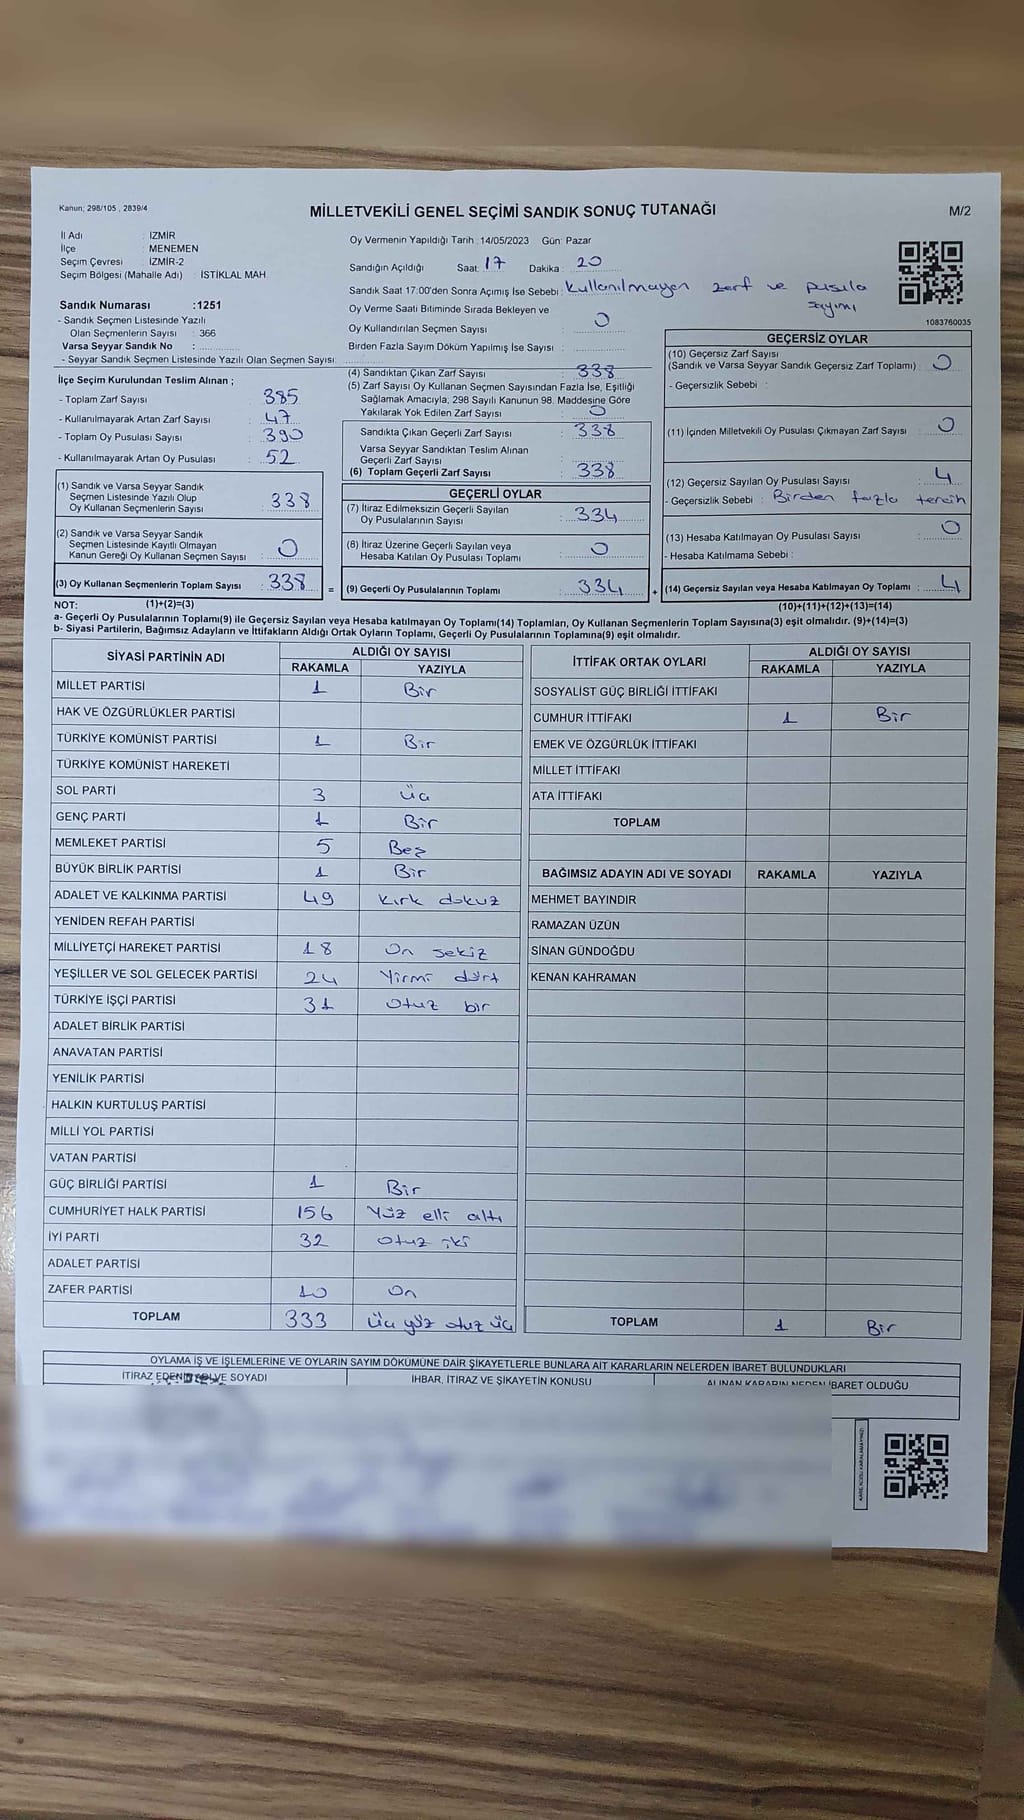 Kanun; 298/105 , 2839/4
MİLLETVEKİLİ GENEL SEÇİMİ SANDIK SONUÇ TUTANAĞI
M/2
İl Adı : İZMİR
İlçe : MENEMEN
Seçim Çevresi : İZMİR-2
Seçim Bölgesi (Mahalle Adı) : İSTİKLAL MAH.
Sandık Numarası :1251
- Sandık Seçmen Listesinde Yazılı
Olan Seçmenlerin Sayısı : 366
Varsa Seyyar Sandık No :
- Seyyar Sandık Seçmen Listesinde Yazılı Olan Seçmen Sayısı:
Oy Vermenin Yapıldığı Tarih :14/05/2023 Gün: Pazar
Sandığın Açıldığı Saat: 17 Dakika : 20
Sandık Saat 17:00'den Sonra Açımış İse Sebebi: Kullanılmayan zarf ve pusula
sayımı
Oy Verme Saati Bitiminde Sırada Bekleyen ve
Oy Kullandırılan Seçmen Sayısı : 0
Birden Fazla Sayım Döküm Yapılmış İse Sayısı :
1083760035
İlçe Seçim Kurulundan Teslim Alınan ;
- Toplam Zarf Sayısı : 385
- Kullanılmayarak Artan Zarf Sayısı : 47
- Toplam Oy Pusulası Sayısı : 390
- Kullanılmayarak Artan Oy Pusulası : 52
(1) Sandık ve Varsa Seyyar Sandık
Seçmen Listesinde Yazılı Olup
Oy Kullanan Seçmenlerin Sayısı : 338
(2) Sandık ve Varsa Seyyar Sandık
Seçmen Listesinde Kayıtlı Olmayan
Kanun Gereği Oy Kullanan Seçmen Sayısı : 0
(3) Oy Kullanan Seçmenlerin Toplam Sayısı : 338
=
(4) Sandıktan Çıkan Zarf Sayısı : 338
(5) Zarf Sayısı Oy Kullanan Seçmen Sayısından Fazla İse, Eşitliği
Sağlamak Amacıyla, 298 Sayılı Kanunun 98. Maddesine Göre
Yakılarak Yok Edilen Zarf Sayısı : 0
Sandıkta Çıkan Geçerli Zarf Sayısı : 338
Varsa Seyyar Sandıktan Teslim Alınan
Geçerli Zarf Sayısı :
(6) Toplam Geçerli Zarf Sayısı : 338
GEÇERLİ OYLAR
(7) İtiraz Edilmeksizin Geçerli Sayılan
Oy Pusulalarının Sayısı : 334
(8) İtiraz Üzerine Geçerli Sayılan veya
Hesaba Katılan Oy Pusulası Toplamı : 0
(9) Geçerli Oy Pusulalarının Toplamı : 334
+
GEÇERSİZ OYLAR
(10) Geçersiz Zarf Sayısı
(Sandık ve Varsa Seyyar Sandık Geçersiz Zarf Toplamı) : 0
- Geçersizlik Sebebi :
(11) İçinden Milletvekili Oy Pusulası Çıkmayan Zarf Sayısı : 0
(12) Geçersiz Sayılan Oy Pusulası Sayısı : 4
- Geçersizlik Sebebi : Birden fazla tercih
(13) Hesaba Katılmayan Oy Pusulası Sayısı : 0
- Hesaba Katılmama Sebebi :
(14) Geçersiz Sayılan veya Hesaba Katılmayan Oy Toplamı : 4
NOT: (1)+(2)=(3) (10)+(11)+(12)+(13)=(14)
a- Geçerli Oy Pusulalarının Toplamı(9) ile Geçersiz Sayılan veya Hesaba katılmayan Oy Toplamı(14) Toplamları, Oy Kullanan Seçmenlerin Toplam Sayısına(3) eşit olmalıdır. (9)+(14)=(3)
b- Siyasi Partilerin, Bağımsız Adayların ve İttifakların Aldığı Ortak Oyların Toplamı, Geçerli Oy Pusulalarının Toplamına(9) eşit olmalıdır.
SİYASİ PARTİNİN ADI ALDIĞI OY SAYISI
RAKAMLA YAZIYLA
MİLLET PARTİSİ 1 Bir
HAK VE ÖZGÜRLÜKLER PARTİSİ
TÜRKİYE KOMÜNİST PARTİSİ 1 Bir
TÜRKİYE KOMÜNİST HAREKETİ
SOL PARTİ 3 Üç
GENÇ PARTİ 1 Bir
MEMLEKET PARTİSİ 5 Beş
BÜYÜK BİRLİK PARTİSİ 1 Bir
ADALET VE KALKINMA PARTİSİ 49 Kırk dokuz
YENİDEN REFAH PARTİSİ
MİLLİYETÇİ HAREKET PARTİSİ 18 On sekiz
YEŞİLLER VE SOL GELECEK PARTİSİ 24 Yirmi dört
TÜRKİYE İŞÇİ PARTİSİ 31 Otuz bir
ADALET BİRLİK PARTİSİ
ANAVATAN PARTİSİ
YENİLİK PARTİSİ
HALKIN KURTULUŞ PARTİSİ
MİLLİ YOL PARTİSİ
VATAN PARTİSİ
GÜÇ BİRLİĞİ PARTİSİ 1 Bir
CUMHURİYET HALK PARTİSİ 156 Yüz elli altı
İYİ PARTİ 32 Otuz iki
ADALET PARTİSİ
ZAFER PARTİSİ 10 On
TOPLAM 333 Üç yüz otuz üç
İTTİFAK ORTAK OYLARI ALDIĞI OY SAYISI
RAKAMLA YAZIYLA
SOSYALİST GÜÇ BİRLİĞİ İTTİFAKI
CUMHUR İTTİFAKI 1 Bir
EMEK VE ÖZGÜRLÜK İTTİFAKI
MİLLET İTTİFAKI
ATA İTTİFAKI
TOPLAM
BAĞIMSIZ ADAYIN ADI VE SOYADI RAKAMLA YAZIYLA
MEHMET BAYINDIR
RAMAZAN ÜZÜN
SİNAN GÜNDOĞDU
KENAN KAHRAMAN
TOPLAM 1 Bir
OYLAMA İŞ VE İŞLEMLERİNE VE OYLARIN SAYIM DÖKÜMÜNE DAİR ŞİKAYETLERLE BUNLARA AİT KARARLARIN NELERDEN İBARET BULUNDUKLARI
İTİRAZ EDENİN ADI VE SOYADI İHBAR, İTİRAZ VE ŞİKAYETİN KONUSU ALINAN KARARIN NEDEN İBARET OLDUĞU
KARE KODU KARALAMAYINIZ!